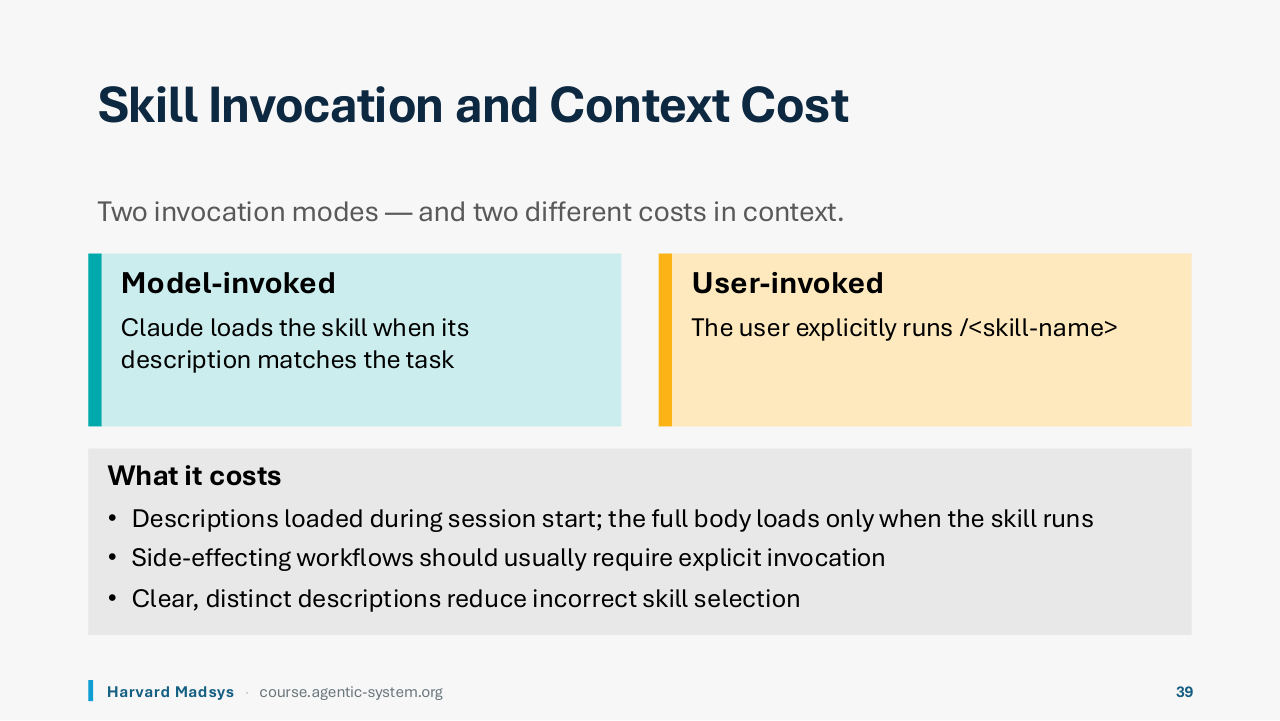 Skill Invocation and Context Cost
Two invocation modes — and two different costs in context.
Model-invoked
Claude loads the skill when its
description matches the task
User-invoked
The user explicitly runs /<skill-name>
What it costs
• Descriptions loaded during session start; the full body loads only when the skill runs
• Side-effecting workflows should usually require explicit invocation
• Clear, distinct descriptions reduce incorrect skill selection
Harvard Madsys · course.agentic-system.org
39